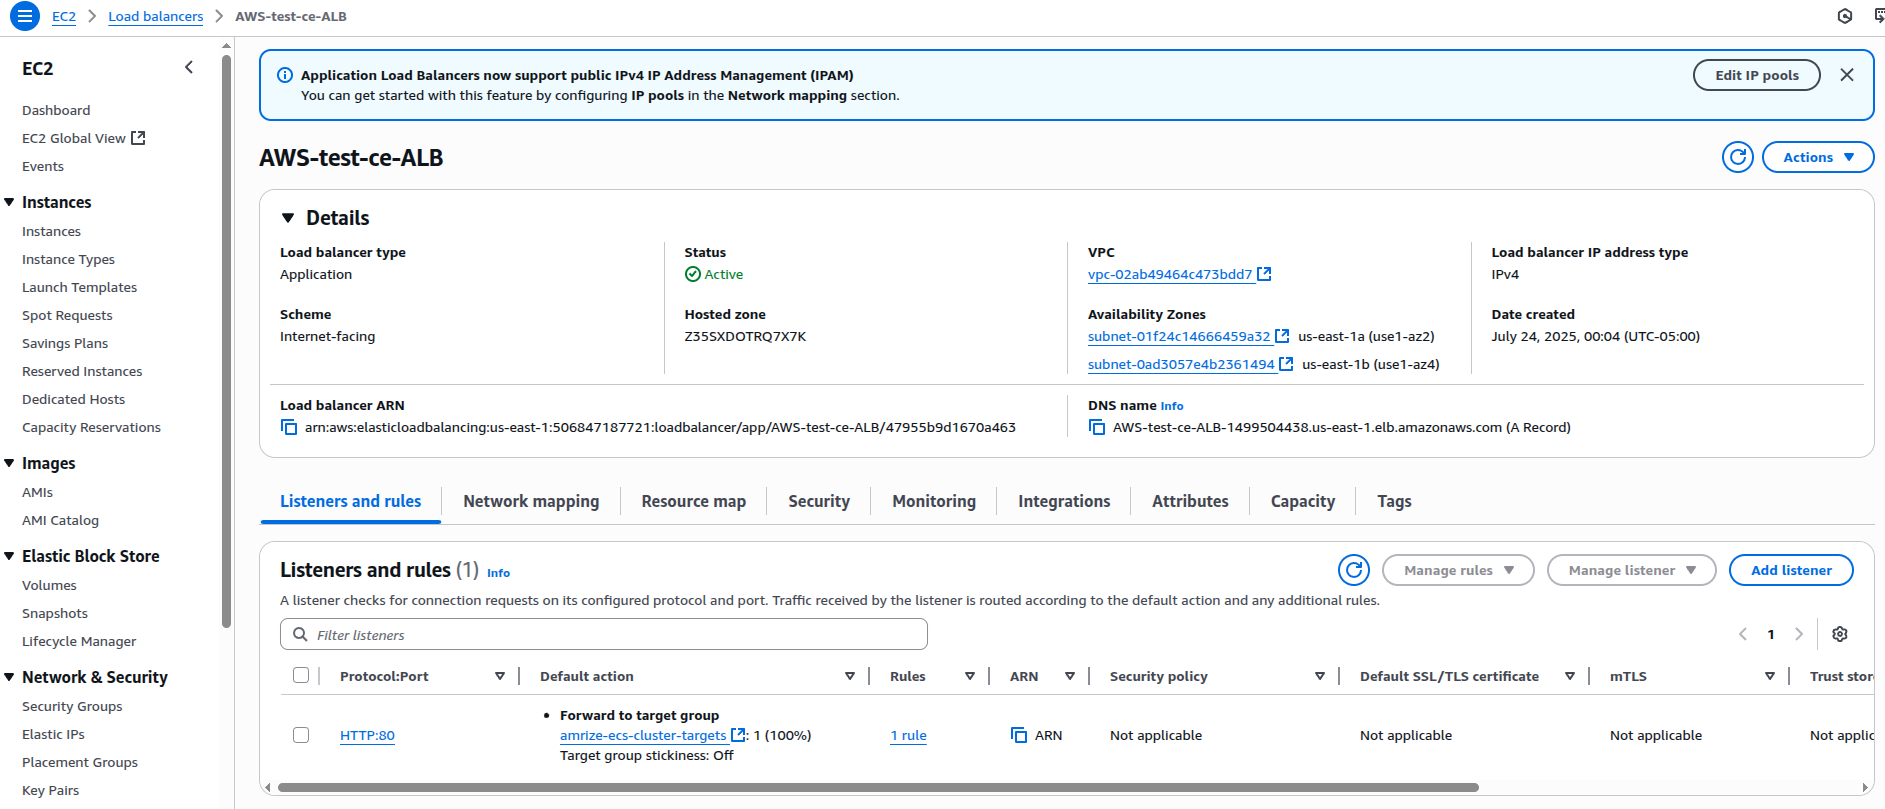 EC2 > Load balancers > AWS-test-ce-ALB
EC2
Dashboard
EC2 Global View
Events
Instances
Instances
Instance Types
Launch Templates
Spot Requests
Savings Plans
Reserved Instances
Dedicated Hosts
Capacity Reservations
Images
AMIs
AMI Catalog
Elastic Block Store
Volumes
Snapshots
Lifecycle Manager
Network & Security
Security Groups
Elastic IPs
Placement Groups
Key Pairs
Application Load Balancers now support public IPv4 IP Address Management (IPAM)
You can get started with this feature by configuring IP pools in the Network mapping section.
Edit IP pools
AWS-test-ce-ALB
Actions
Details
Load balancer type
Application
Status
Active
VPC
vpc-02ab49464c473bdd7
Load balancer IP address type
IPv4
Scheme
Internet-facing
Hosted zone
Z35SXDOTRQ7X7K
Availability Zones
subnet-01f24c14666459a32 us-east-1a (use1-az2)
subnet-0ad3057e4b2361494 us-east-1b (use1-az4)
Date created
July 24, 2025, 00:04 (UTC-05:00)
Load balancer ARN
arn:aws:elasticloadbalancing:us-east-1:506847187721:loadbalancer/app/AWS-test-ce-ALB/47955b9d1670a463
DNS name Info
AWS-test-ce-ALB-1499504438.us-east-1.elb.amazonaws.com (A Record)
Listeners and rules Network mapping Resource map Security Monitoring Integrations Attributes Capacity Tags
Listeners and rules (1) Info
Manage rules Manage listener Add listener
A listener checks for connection requests on its configured protocol and port. Traffic received by the listener is routed according to the default action and any additional rules.
Filter listeners
1
Protocol:Port Default action Rules ARN Security policy Default SSL/TLS certificate mTLS Trust stor
HTTP:80
• Forward to target group
amrize-ecs-cluster-targets : 1 (100%)
Target group stickiness: Off
1 rule
ARN
Not applicable
Not applicable
Not applicable
Not applic